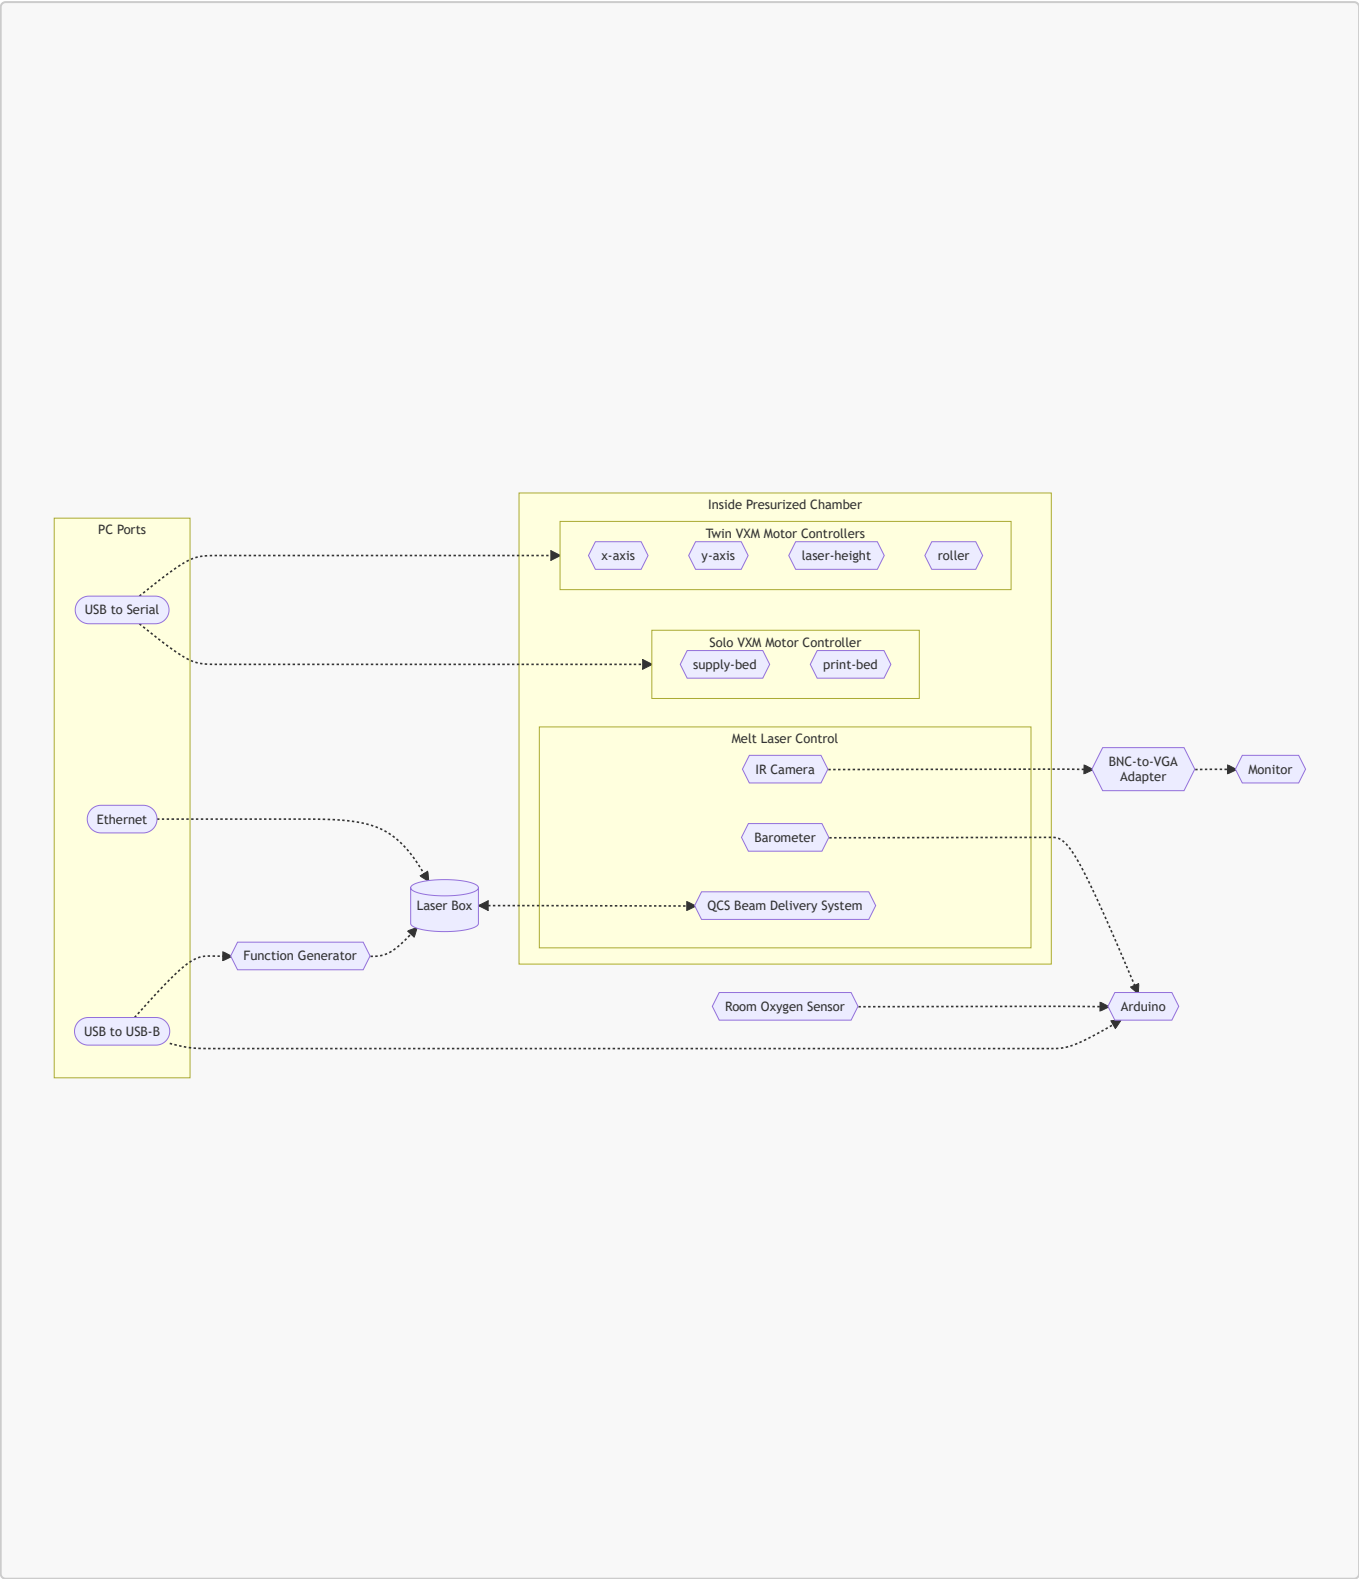 PC Ports
USB to Serial
Ethernet
USB to USB-B
Function Generator
Laser Box
Inside Presurized Chamber
Twin VXM Motor Controllers
x-axis
y-axis
laser-height
roller
Solo VXM Motor Controller
supply-bed
print-bed
Melt Laser Control
IR Camera
Barometer
QCS Beam Delivery System
Room Oxygen Sensor
BNC-to-VGA
Adapter
Monitor
Arduino